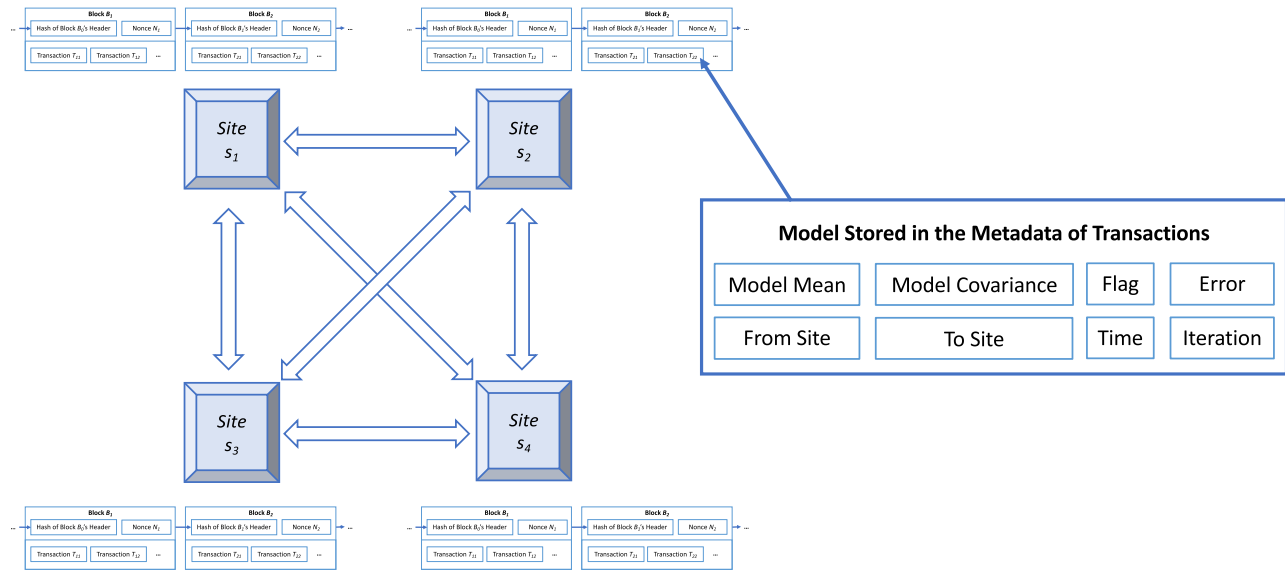 Block B₁ Block B₂ Block B₁ Block B₂
... Hash of Block B₀'s Header Nonce N₁ Hash of Block B₁'s Header Nonce N₂ ... ... Hash of Block B₀'s Header Nonce N₁ Hash of Block B₁'s Header Nonce N₂ ...
Transaction T₁₁ Transaction T₁₂ ... Transaction T₂₁ Transaction T₂₂ ... Transaction T₁₁ Transaction T₁₂ ... Transaction T₂₁ Transaction T₂₂ ...
Site
s₁
Site
s₂
Model Stored in the Metadata of Transactions
Model Mean Model Covariance Flag Error
From Site To Site Time Iteration
Site
s₃
Site
s₄
Block B₁ Block B₂ Block B₁ Block B₂
... Hash of Block B₀'s Header Nonce N₁ Hash of Block B₁'s Header Nonce N₂ ... ... Hash of Block B₀'s Header Nonce N₁ Hash of Block B₁'s Header Nonce N₂ ...
Transaction T₁₁ Transaction T₁₂ ... Transaction T₂₁ Transaction T₂₂ ... Transaction T₁₁ Transaction T₁₂ ... Transaction T₂₁ Transaction T₂₂ ...